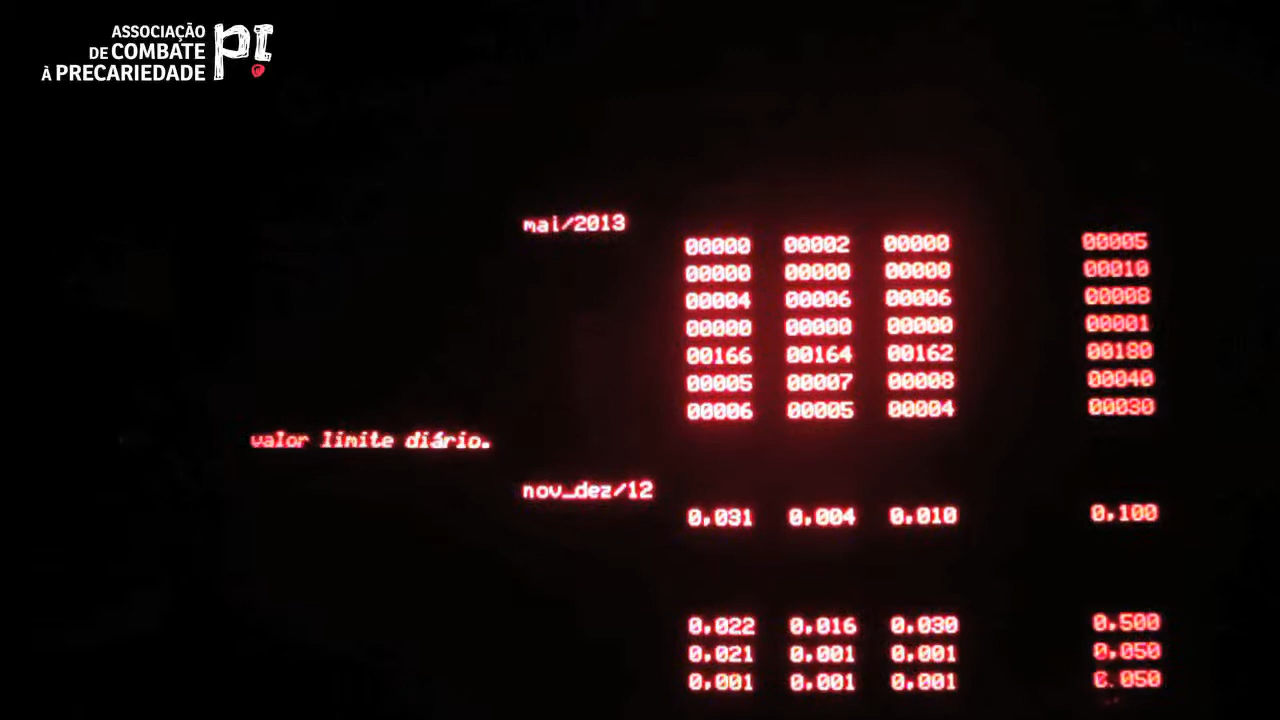 ASSOCIAÇÃO
DE COMBATE
À PRECARIEDADE
PI
mai/2013
00000 00002 00000 00005
00000 00000 00000 00010
00004 00006 00006 00008
00000 00000 00000 00001
00166 00164 00162 00180
00005 00007 00008 00040
00006 00005 00004 00030
valor limite diário.
nov_dez/12
0,031 0,004 0,010 0,100
0,022 0,016 0,030 0,500
0,021 0,001 0,001 0,050
0,001 0,001 0,001 0,050